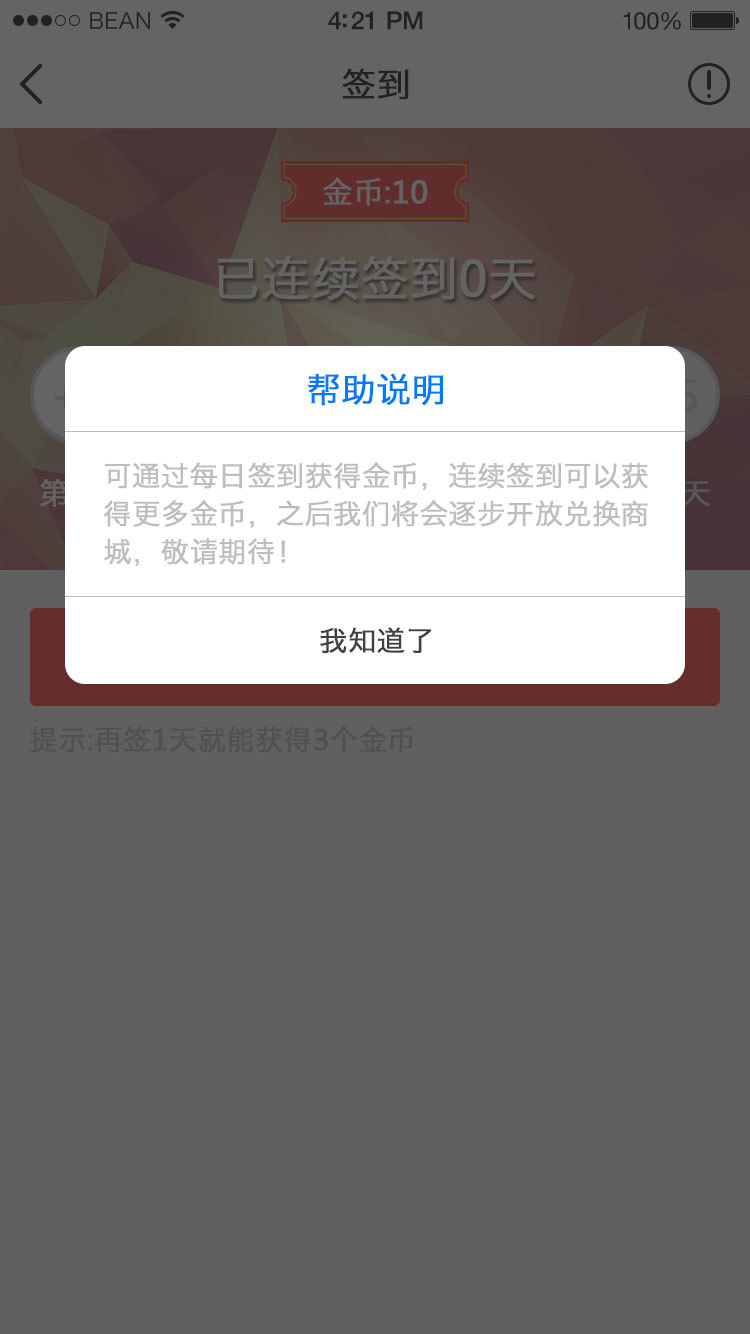 BEAN 4:21 PM 100%
签到
金币:10
已连续签到0天
帮助说明
第 天
可通过每日签到获得金币，连续签到可以获
得更多金币，之后我们将会逐步开放兑换商
城，敬请期待！
我知道了
提示:再签1天就能获得3个金币